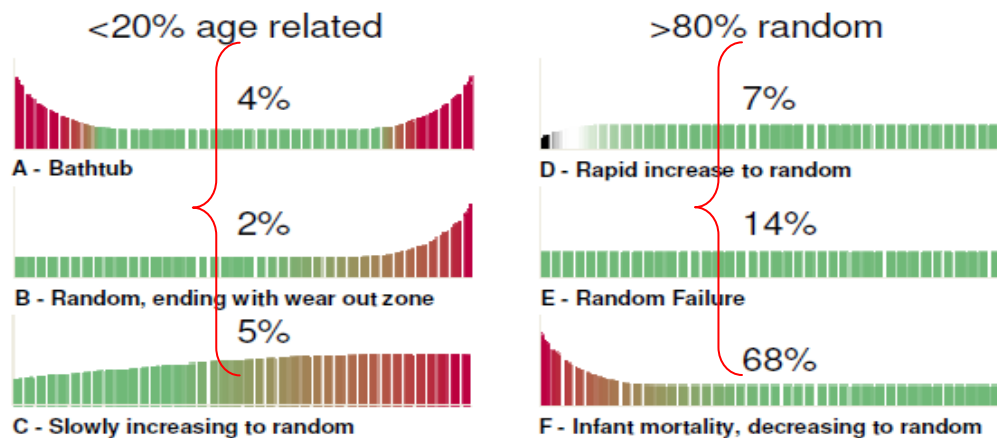 <20% age related
4%
A - Bathtub
2%
B - Random, ending with wear out zone
5%
C - Slowly increasing to random
>80% random
7%
D - Rapid increase to random
14%
E - Random Failure
68%
F - Infant mortality, decreasing to random